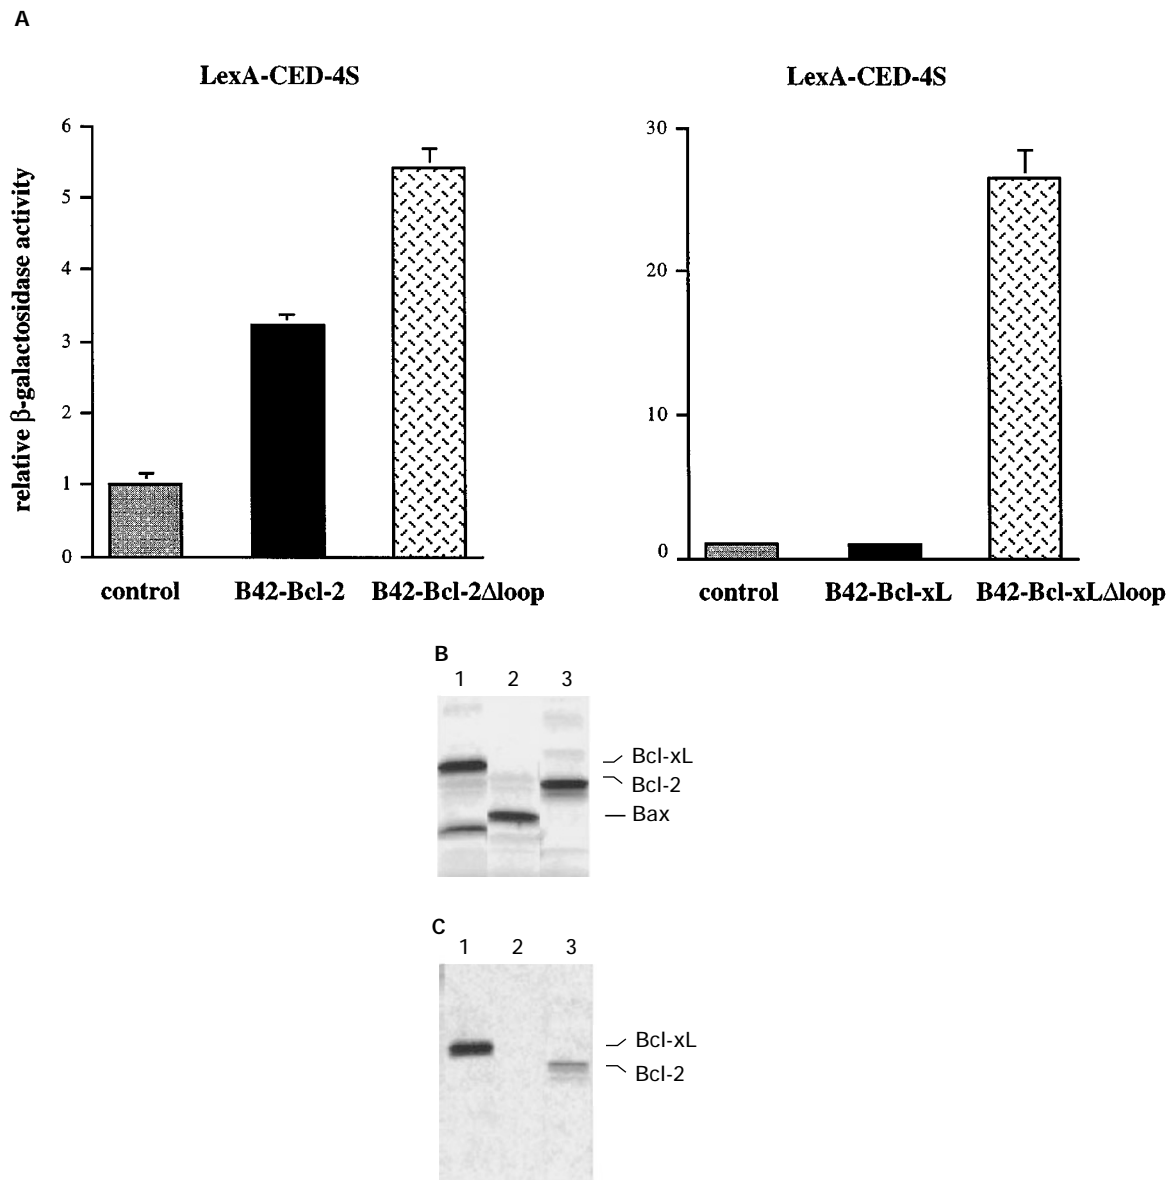 A
LexA-CED-4S
relative β-galactosidase activity
6
5
4
3
2
1
0
control B42-Bcl-2 B42-Bcl-2Δloop
LexA-CED-4S
30
20
10
0
control B42-Bcl-xL B42-Bcl-xLΔloop
B
1 2 3
Bcl-xL
Bcl-2
Bax
C
1 2 3
Bcl-xL
Bcl-2